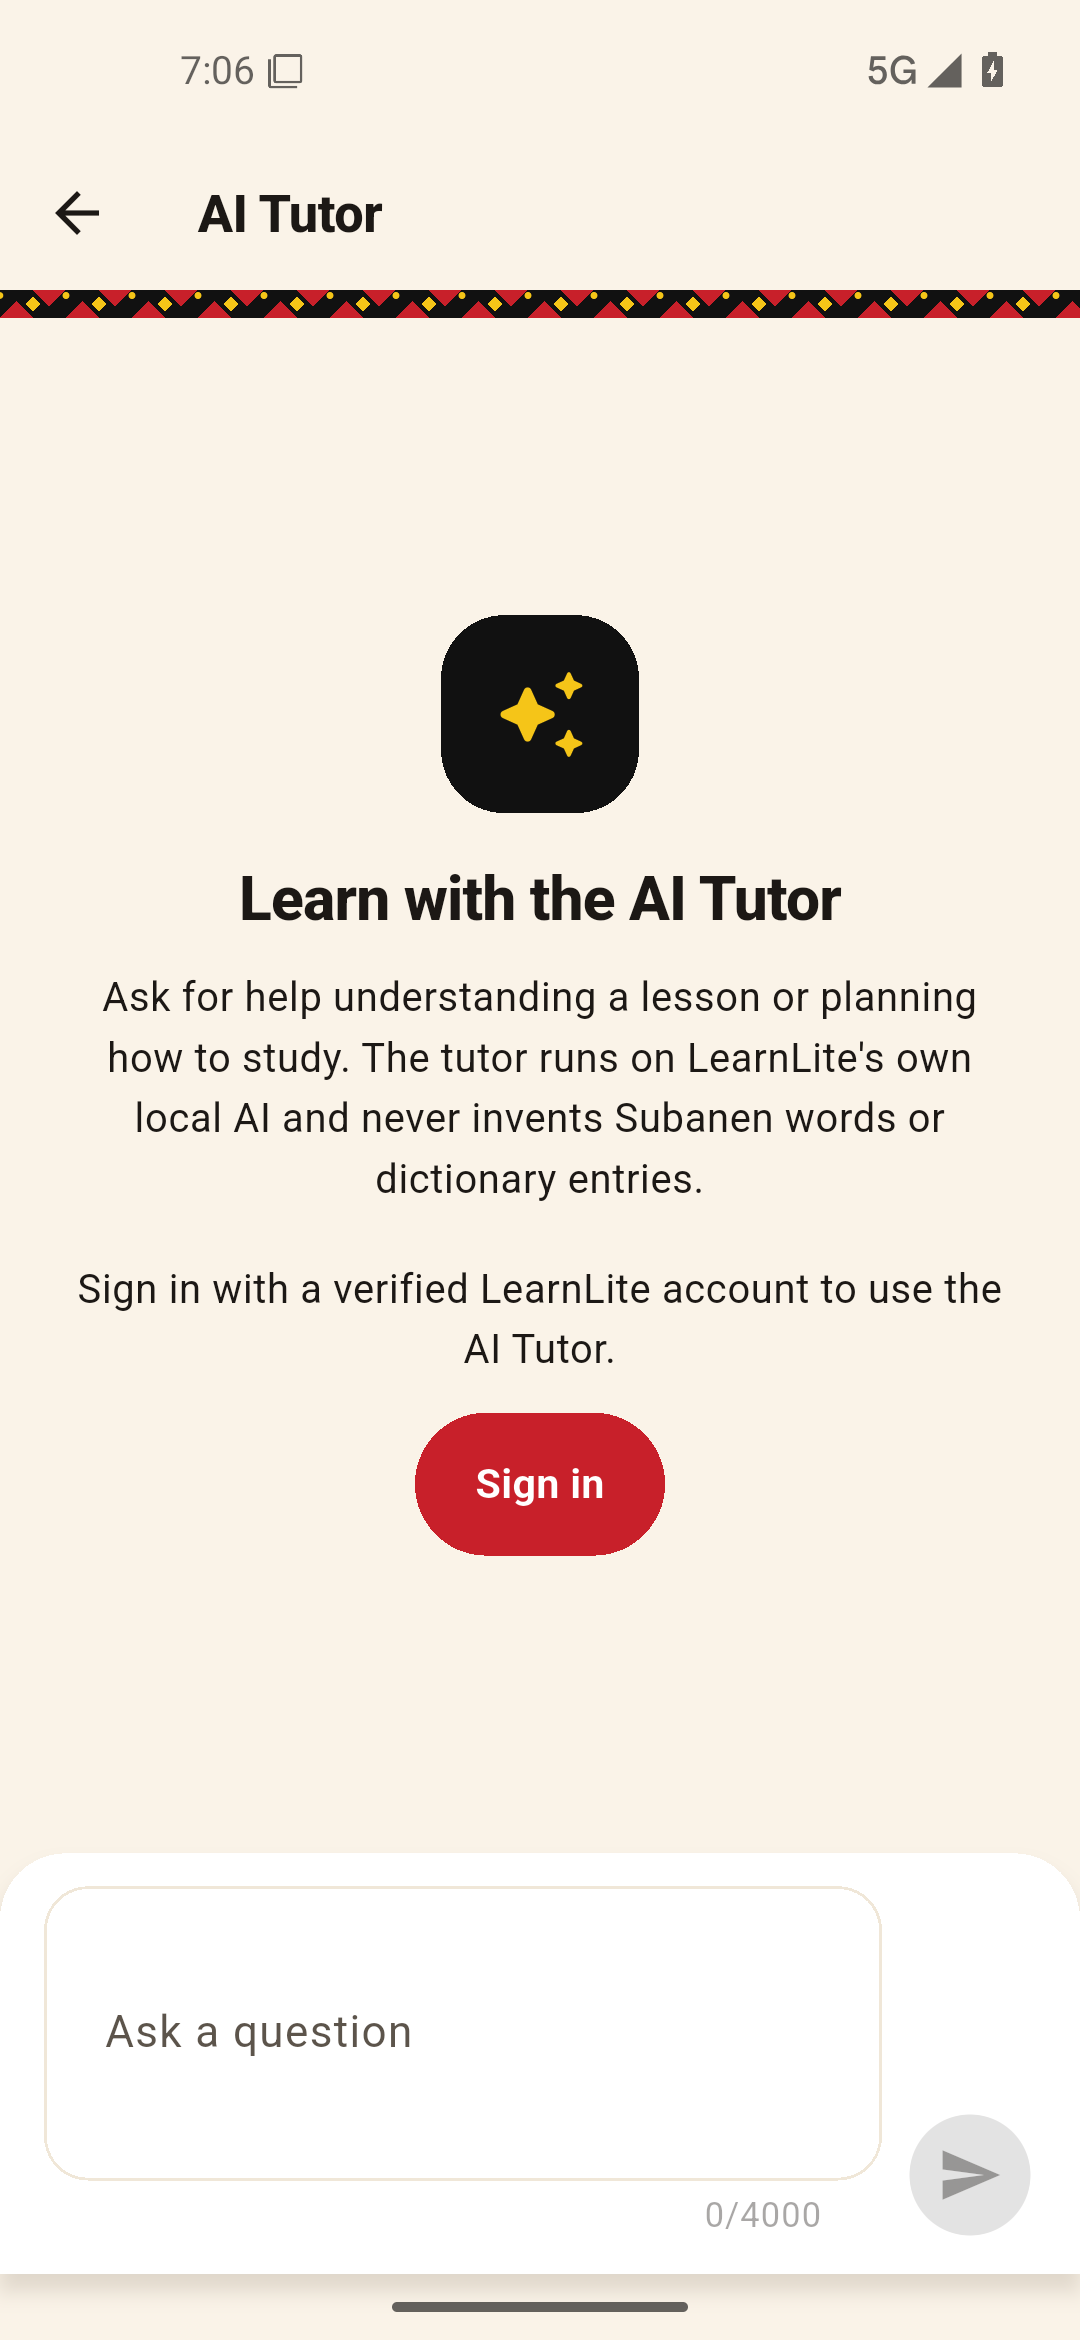 7:06
5G
AI Tutor
Learn with the AI Tutor
Ask for help understanding a lesson or planning
how to study. The tutor runs on LearnLite's own
local AI and never invents Subanen words or
dictionary entries.
Sign in with a verified LearnLite account to use the
AI Tutor.
Sign in
Ask a question
0/4000